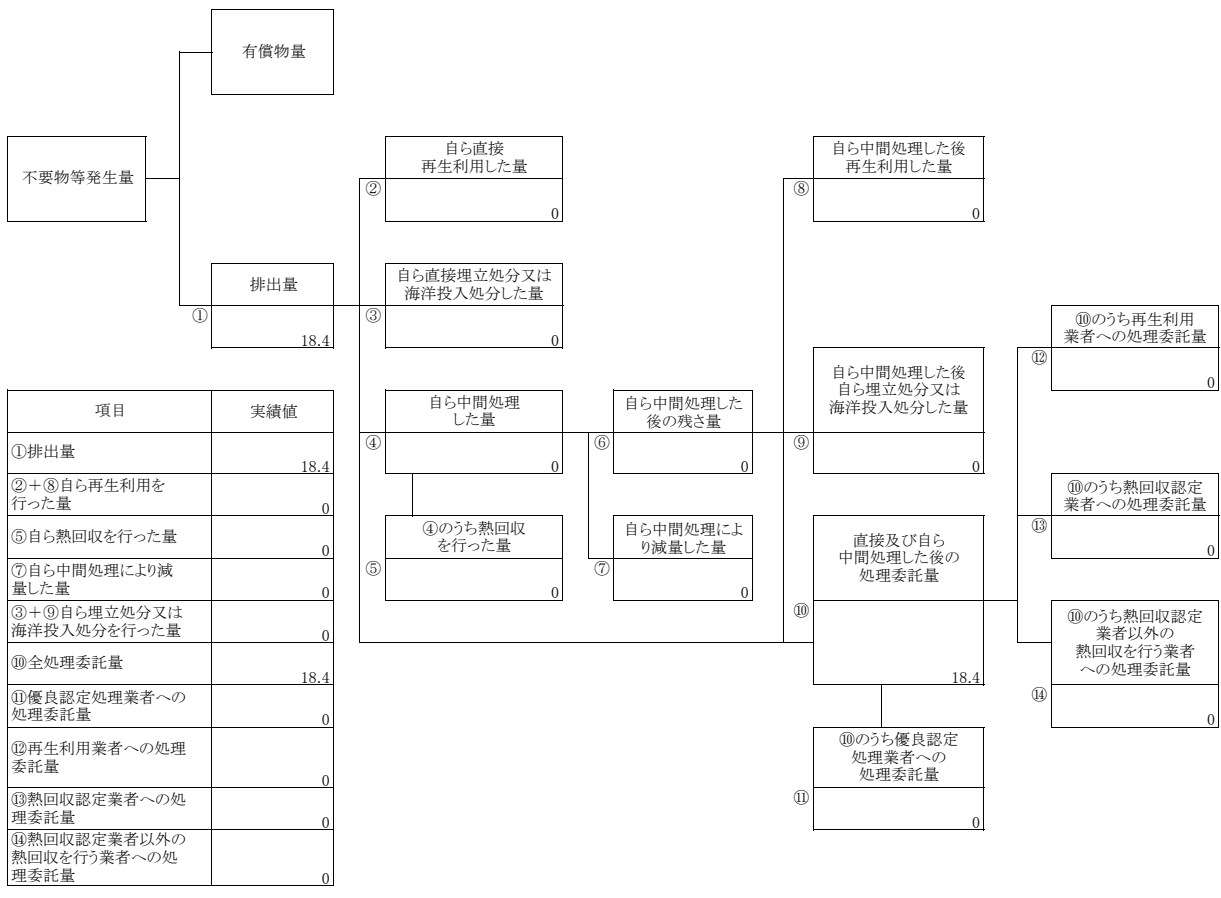 有償物量
不要物等発生量
排出量
①
18.4
自ら直接
再生利用した量
②
0
自ら直接埋立処分又は
海洋投入処分した量
③
0
自ら中間処理
した量
④
0
④のうち熱回収
を行った量
⑤
0
自ら中間処理した
後の残さ量
⑥
0
自ら中間処理によ
り減量した量
⑦
0
自ら中間処理した後
再生利用した量
⑧
0
自ら中間処理した後
自ら埋立処分又は
海洋投入処分した量
⑨
0
直接及び自ら
中間処理した後の
処理委託量
⑩
18.4
⑩のうち優良認定
処理業者への
処理委託量
⑪
0
⑩のうち再生利用
業者への処理委託量
⑫
0
⑩のうち熱回収認定
業者への処理委託量
⑬
0
⑩のうち熱回収認定
業者以外の
熱回収を行う業者
への処理委託量
⑭
0
項目 実績値
①排出量
18.4
②＋⑧自ら再生利用を
行った量
0
⑤自ら熱回収を行った量
0
⑦自ら中間処理により減
量した量
0
③＋⑨自ら埋立処分又は
海洋投入処分を行った量
0
⑩全処理委託量
18.4
⑪優良認定処理業者への
処理委託量
0
⑫再生利用業者への処理
委託量
0
⑬熱回収認定業者への処
理委託量
0
⑭熱回収認定業者以外の
熱回収を行う業者への処
理委託量
0